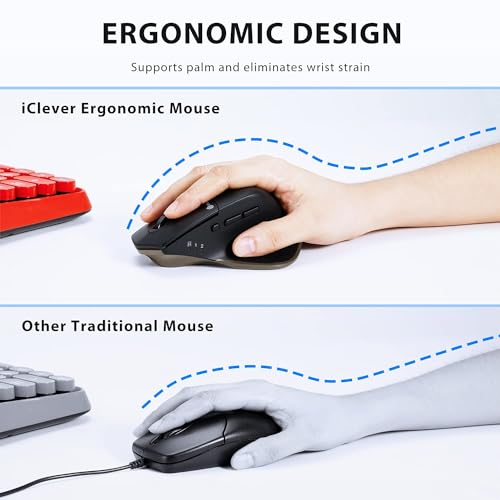 ERGONOMIC DESIGN
Supports palm and eliminates wrist strain
iClever Ergonomic Mouse
Other Traditional Mouse